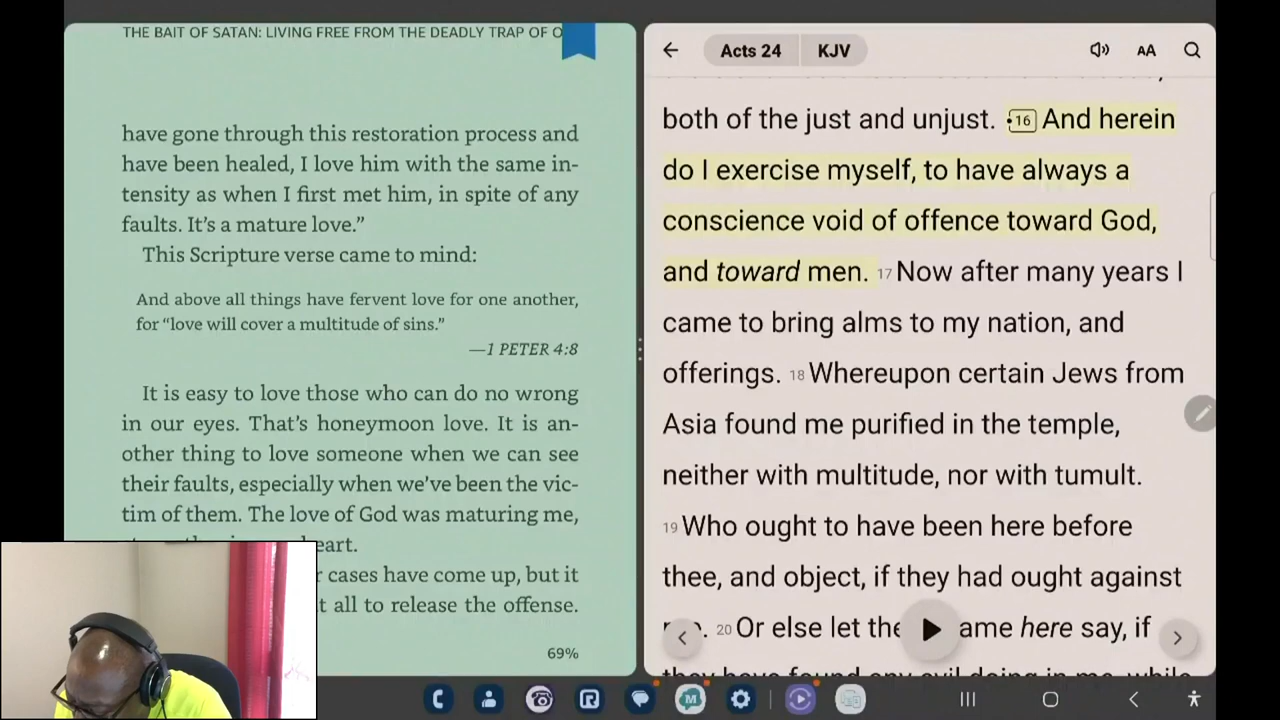 THE BAIT OF SATAN: LIVING FREE FROM THE DEADLY TRAP OF O
have gone through this restoration process and
have been healed, I love him with the same in-
tensity as when I first met him, in spite of any
faults. It's a mature love.”
This Scripture verse came to mind:
And above all things have fervent love for one another,
for “love will cover a multitude of sins.”
—1 PETER 4:8
It is easy to love those who can do no wrong
in our eyes. That's honeymoon love. It is an-
other thing to love someone when we can see
their faults, especially when we've been the vic-
tim of them. The love of God was maturing me,
cases have come up, but it
all to release the offense.
69%
Acts 24 KJV AA
both of the just and unjust. 16 And herein
do I exercise myself, to have always a
conscience void of offence toward God,
and toward men. 17 Now after many years I
came to bring alms to my nation, and
offerings. 18 Whereupon certain Jews from
Asia found me purified in the temple,
neither with multitude, nor with tumult.
19 Who ought to have been here before
thee, and object, if they had ought against
20 Or else let here say, if
they have found any evil doing in me, while